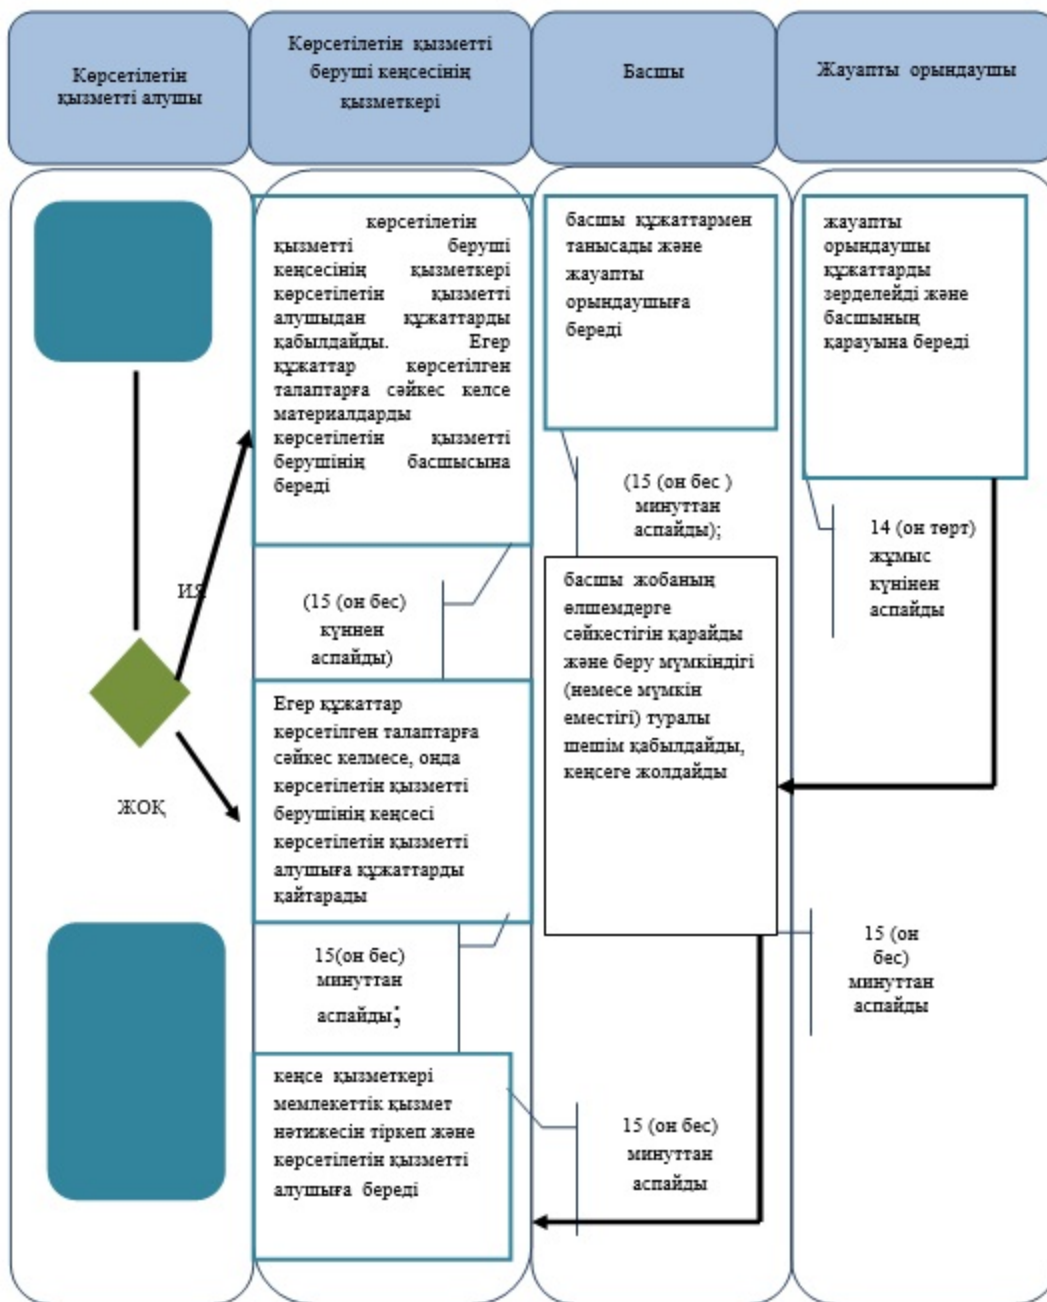 Көрсетілетін
қызметті алушы
Көрсетілетін қызметті
беруші кеңсесінің
қызметкері
Басшы
Жауапты орындаушы
көрсетілетін
қызметті беруші
кеңсесінің қызметкері
көрсетілетін қызметті
алушыдан құжаттарды
қабылдайды. Егер
құжаттар көрсетілген
талаптарға сәйкес келсе
материалдарды
көрсетілетін қызметті
берушінің басшысына
береді
басшы құжаттармен
танысады және
жауапты
орындаушыға
береді
жауапты
орындаушы
құжаттарды
зерделейді және
басшының
қарауына береді
(15 (он бес )
минуттан
аспайды);
14 (он төрт)
жұмыс
күнінен
аспайды
ИЯ
(15 (он бес)
күннен
аспайды)
басшы жобаның
өлшемдерге
сәйкестігін қарайды
және беру мүмкіндігі
(немесе мүмкін
еместігі) туралы
шешім қабылдайды,
кеңсеге жолдайды
Егер құжаттар
көрсетілген талаптарға
сәйкес келмесе, онда
көрсетілетін қызметті
берушінің кеңсесі
көрсетілетін қызметті
алушыға құжаттарды
қайтарады
ЖОҚ
15(он бес)
минуттан
аспайды;
15 (он
бес)
минуттан
аспайды
кеңсе қызметкері
мемлекеттік қызмет
нәтижесін тіркеп және
көрсетілетін қызметті
алушыға береді
15 (он бес)
минуттан
аспайды